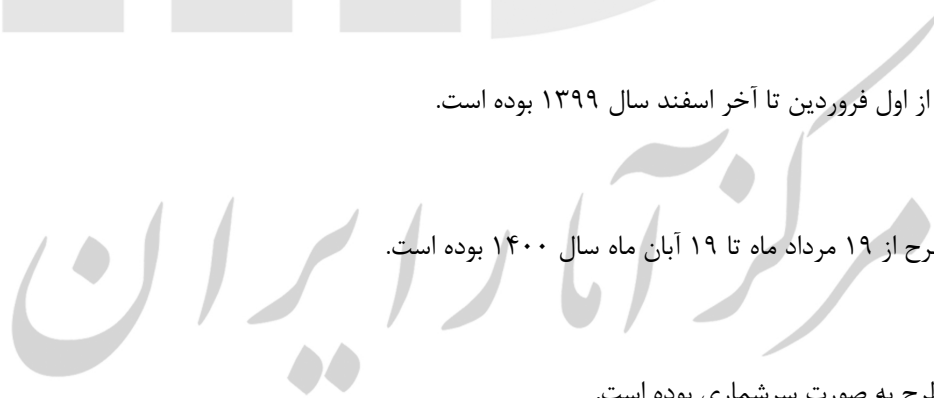 از اول فروردین تا آخر اسفند سال ۱۳۹۹ بوده است.
مرکز آمار ایران
از ۱۹ مرداد ماه تا ۱۹ آبان ماه سال ۱۴۰۰ بوده است.
به صورت سرشماری بوده است.